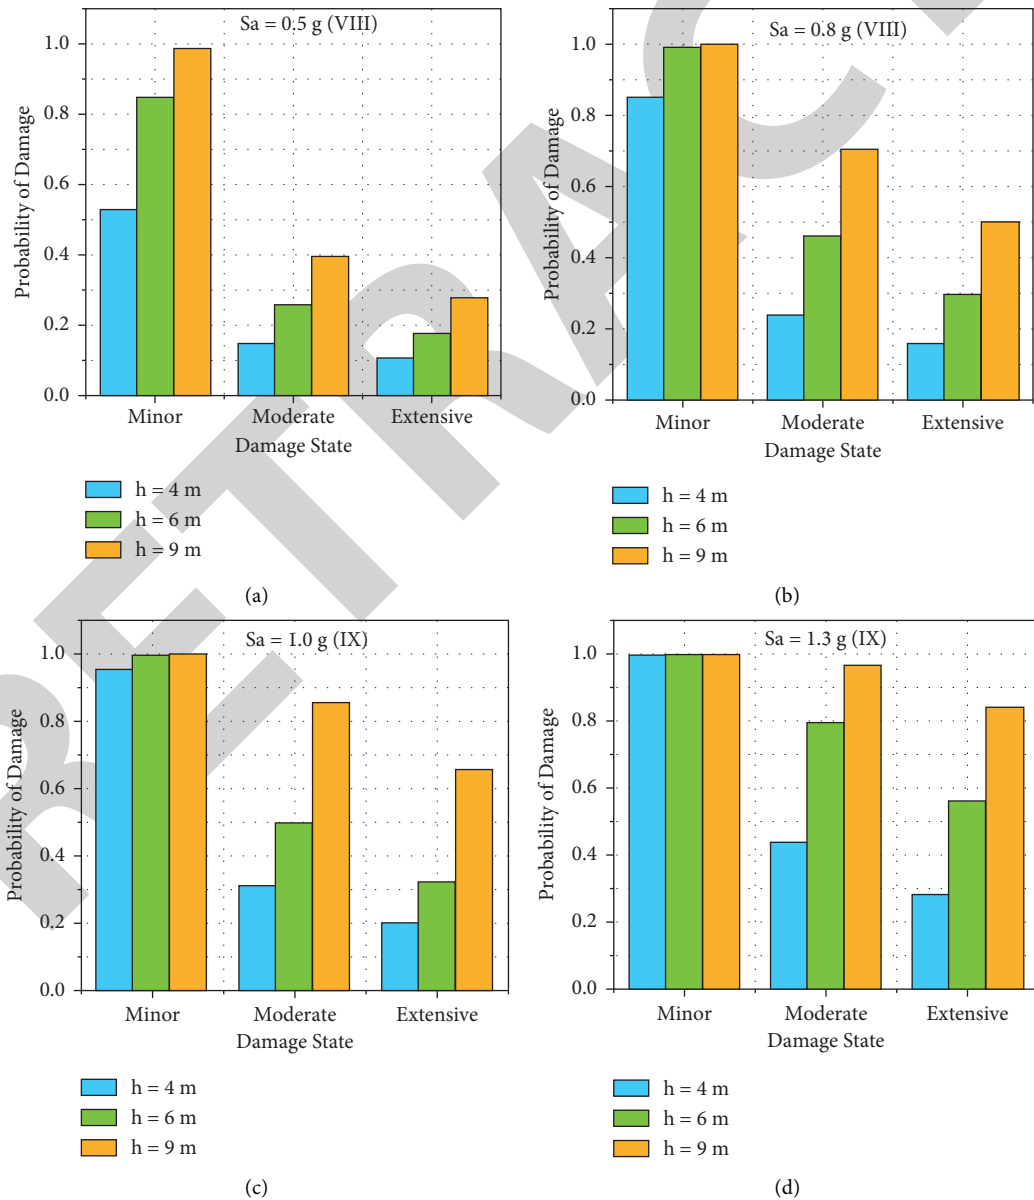 Sa = 0.5 g (VIII)
1.0
0.8
0.6
0.4
0.2
0.0
Probability of Damage
Minor
Moderate
Extensive
Damage State
h = 4 m
h = 6 m
h = 9 m
(a)
Sa = 0.8 g (VIII)
1.0
0.8
0.6
0.4
0.2
0.0
Probability of Damage
Minor
Moderate
Extensive
Damage State
h = 4 m
h = 6 m
h = 9 m
(b)
Sa = 1.0 g (IX)
1.0
0.8
0.6
0.4
0.2
0.0
Probability of Damage
Minor
Moderate
Extensive
Damage State
h = 4 m
h = 6 m
h = 9 m
(c)
Sa = 1.3 g (IX)
1.0
0.8
0.6
0.4
0.2
0.0
Probability of Damage
Minor
Moderate
Extensive
Damage State
h = 4 m
h = 6 m
h = 9 m
(d)
RETRAC